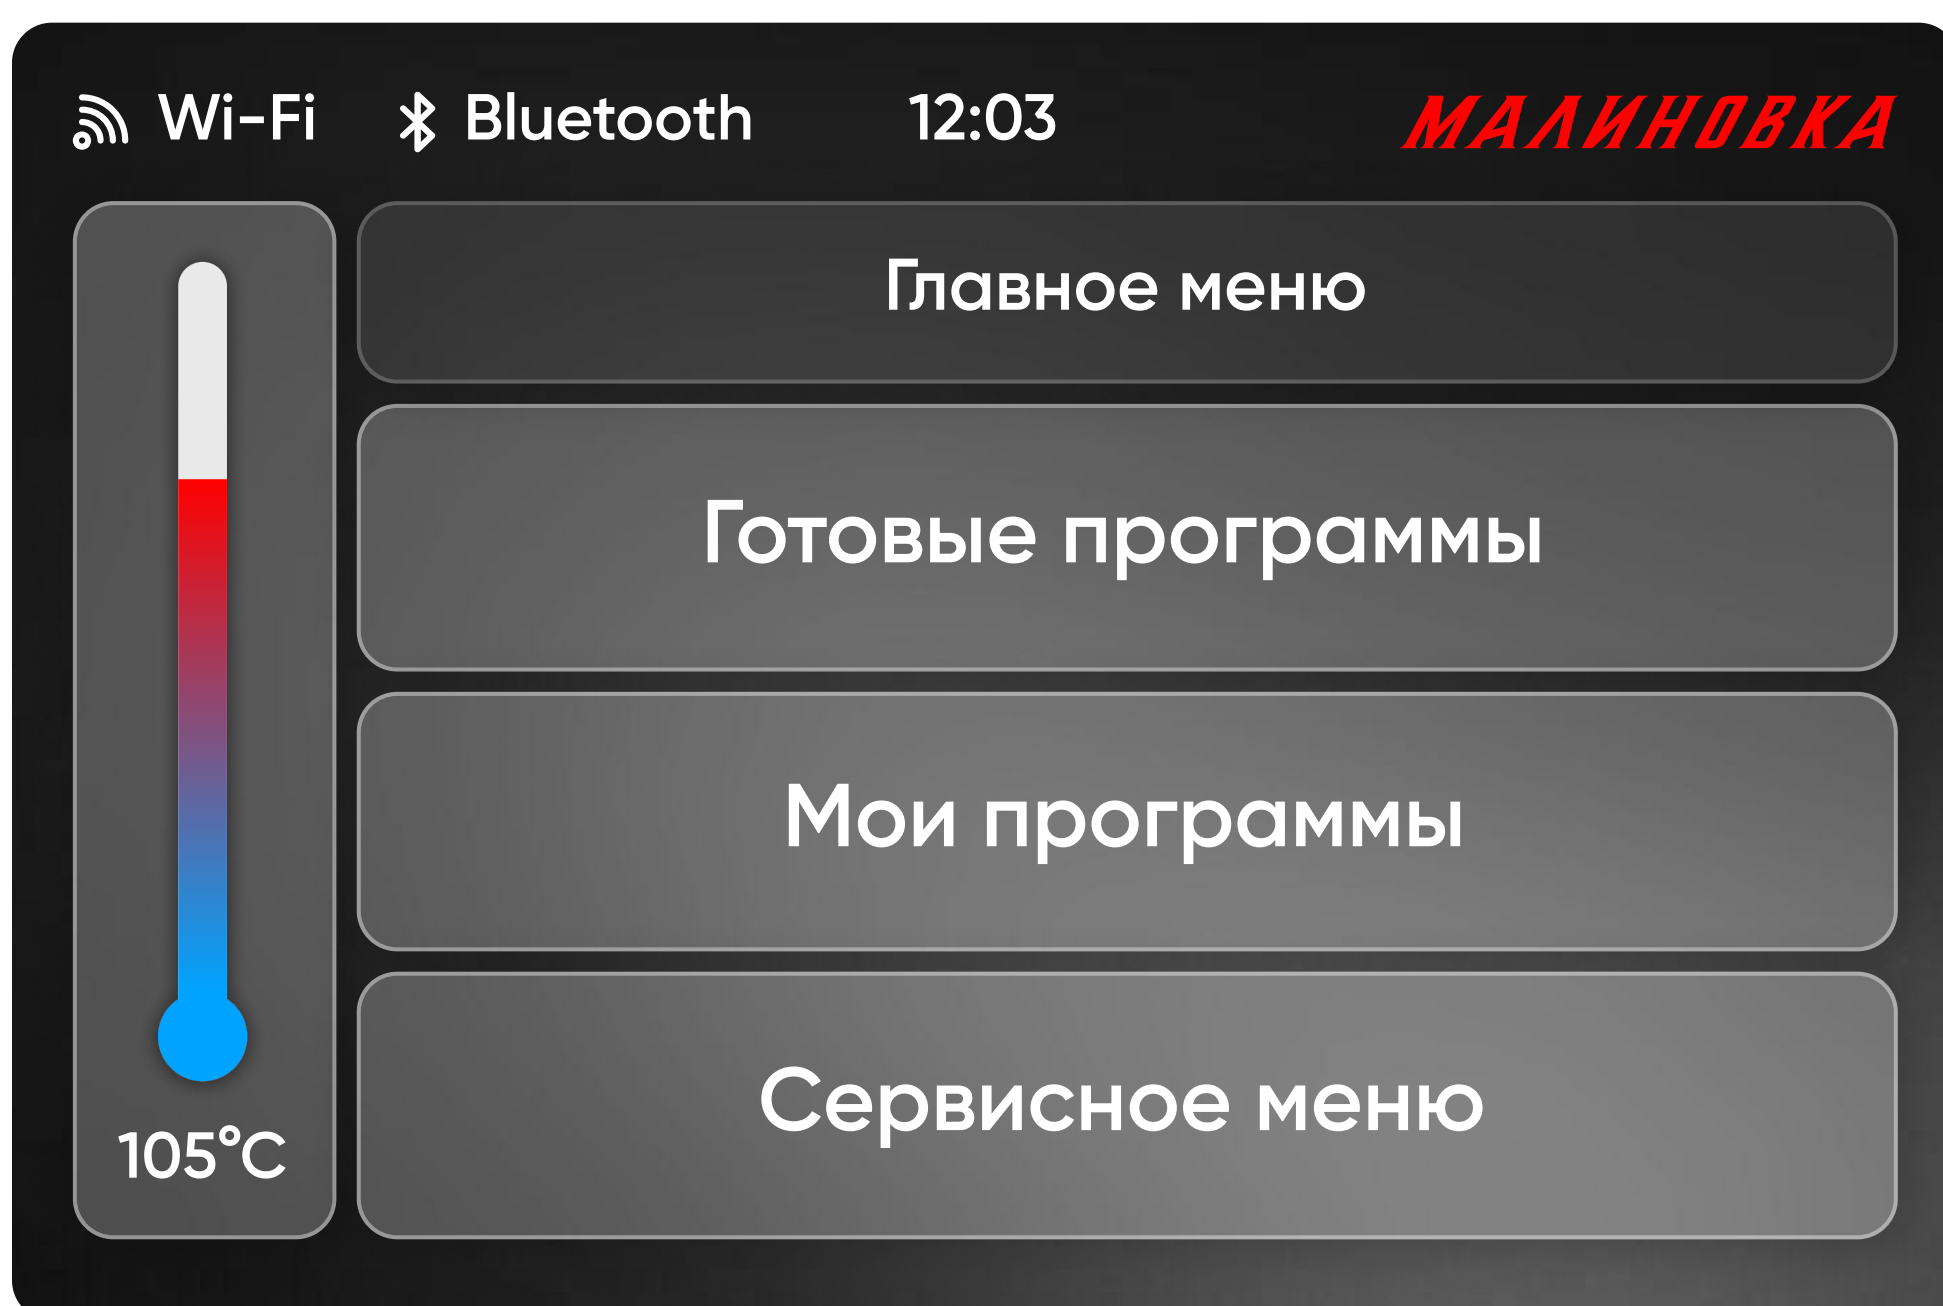 Wi-Fi Bluetooth 12:03 МАЛИНОВКА
Главное меню
Готовые программы
Мои программы
Сервисное меню
105°C